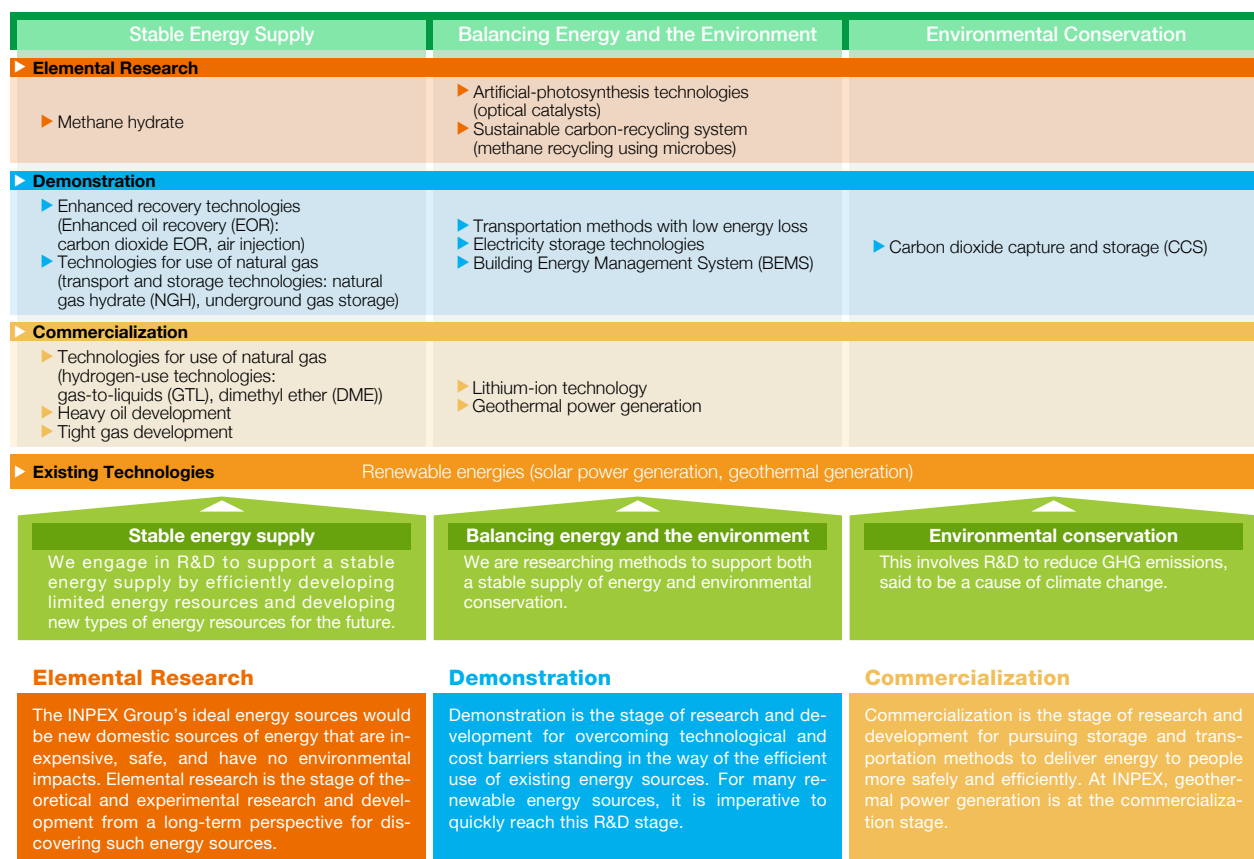 Stable Energy Supply
Balancing Energy and the Environment
Environmental Conservation
Elemental Research
Methane hydrate
Artificial-photosynthesis technologies
(optical catalysts)
Sustainable carbon-recycling system
(methane recycling using microbes)
Demonstration
Enhanced recovery technologies
(Enhanced oil recovery (EOR):
carbon dioxide EOR, air injection)
Technologies for use of natural gas
(transport and storage technologies: natural
gas hydrate (NGH), underground gas storage)
Transportation methods with low energy loss
Electricity storage technologies
Building Energy Management System (BEMS)
Carbon dioxide capture and storage (CCS)
Commercialization
Technologies for use of natural gas
(hydrogen-use technologies:
gas-to-liquids (GTL), dimethyl ether (DME))
Heavy oil development
Tight gas development
Lithium-ion technology
Geothermal power generation
Existing Technologies
Renewable energies (solar power generation, geothermal generation)
Stable energy supply
We engage in R&D to support a stable
energy supply by efficiently developing
limited energy resources and developing
new types of energy resources for the future.
Balancing energy and the environment
We are researching methods to support both
a stable supply of energy and environmental
conservation.
Environmental conservation
This involves R&D to reduce GHG emissions,
said to be a cause of climate change.
Elemental Research
The INPEX Group's ideal energy sources would
be new domestic sources of energy that are in-
expensive, safe, and have no environmental
impacts. Elemental research is the stage of the-
oretical and experimental research and devel-
opment from a long-term perspective for dis-
covering such energy sources.
Demonstration
Demonstration is the stage of research and de-
velopment for overcoming technological and
cost barriers standing in the way of the efficient
use of existing energy sources. For many re-
newable energy sources, it is imperative to
quickly reach this R&D stage.
Commercialization
Commercialization is the stage of research and
development for pursuing storage and trans-
portation methods to deliver energy to people
more safely and efficiently. At INPEX, geother-
mal power generation is at the commercializa-
tion stage.